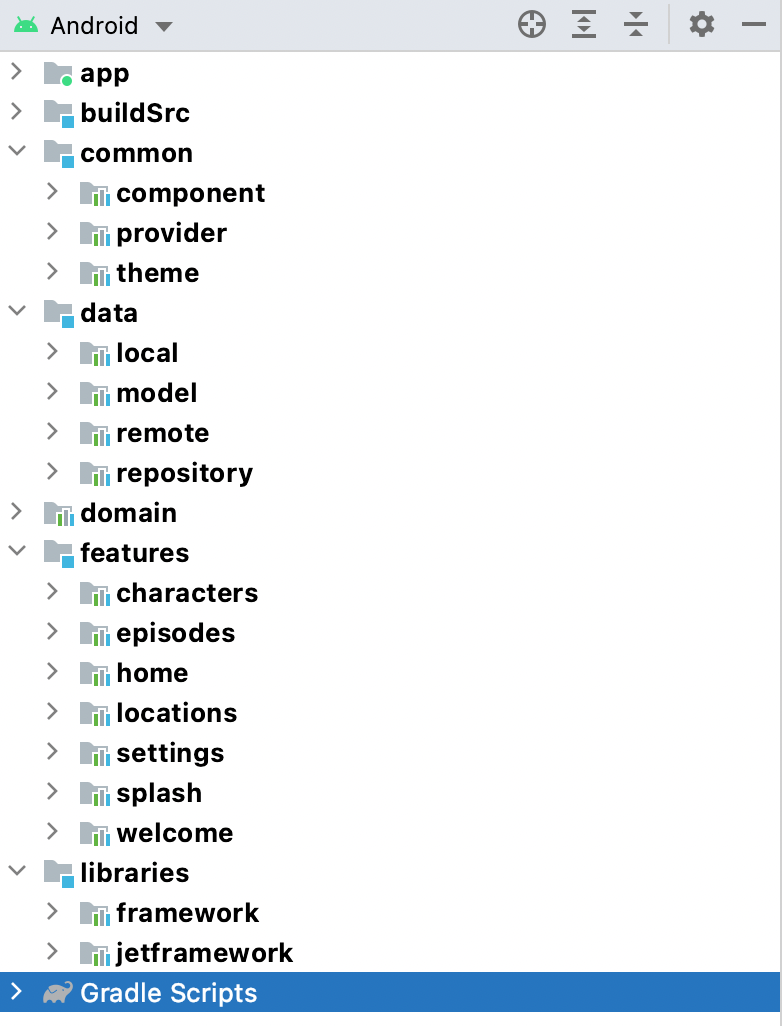 Android
app
buildSrc
common
component
provider
theme
data
local
model
remote
repository
domain
features
characters
episodes
home
locations
settings
splash
welcome
libraries
framework
jetframework
Gradle Scripts